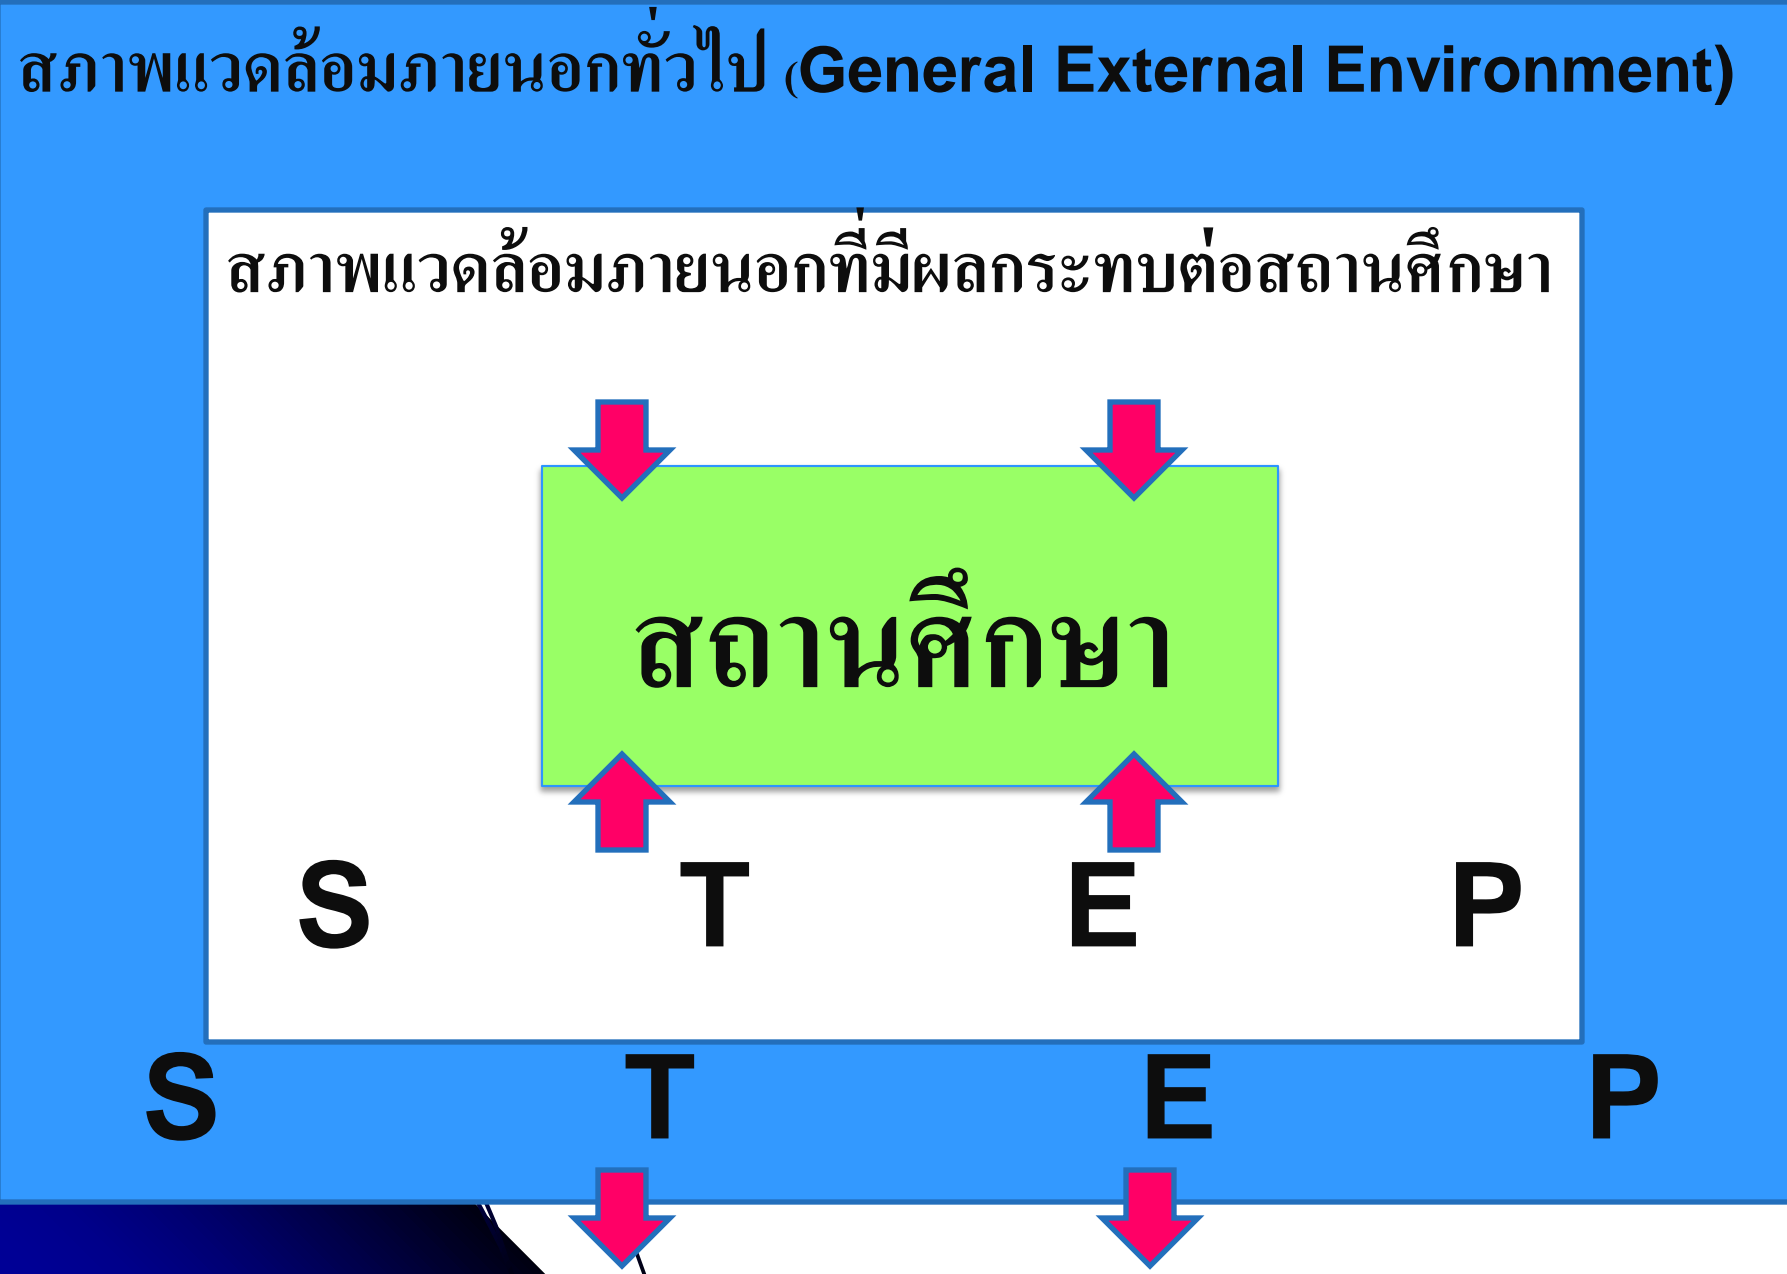 สภาพแวดล้อมภายนอกทั่วไป (General External Environment)
สภาพแวดล้อมภายนอกที่มีผลกระทบต่อสถานศึกษา
สถานศึกษา
S T E P
S T E P